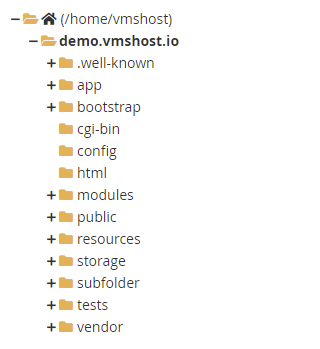 (/home/vmshost)
demo.vmshost.io
.well-known
app
bootstrap
cgi-bin
config
html
modules
public
resources
storage
subfolder
tests
vendor